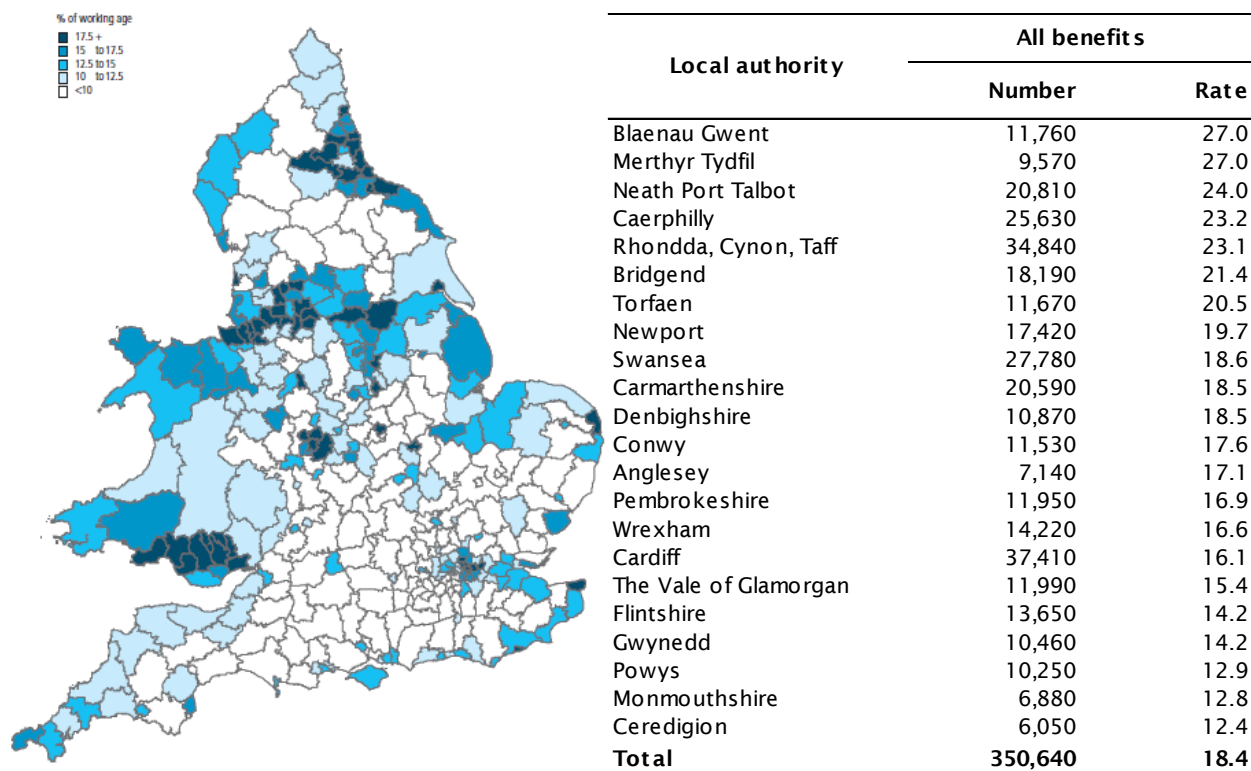 % of working age
17.5 +
15 to 17.5
12.5 to 15
10 to 12.5
<10
All benefits
Local authority
Number Rate
Blaenau Gwent 11,760 27.0
Merthyr Tydfil 9,570 27.0
Neath Port Talbot 20,810 24.0
Caerphilly 25,630 23.2
Rhondda, Cynon, Taff 34,840 23.1
Bridgend 18,190 21.4
Torfaen 11,670 20.5
Newport 17,420 19.7
Swansea 27,780 18.6
Carmarthenshire 20,590 18.5
Denbighshire 10,870 18.5
Conwy 11,530 17.6
Anglesey 7,140 17.1
Pembrokeshire 11,950 16.9
Wrexham 14,220 16.6
Cardiff 37,410 16.1
The Vale of Glamorgan 11,990 15.4
Flintshire 13,650 14.2
Gwynedd 10,460 14.2
Powys 10,250 12.9
Monmouthshire 6,880 12.8
Ceredigion 6,050 12.4
Total 350,640 18.4